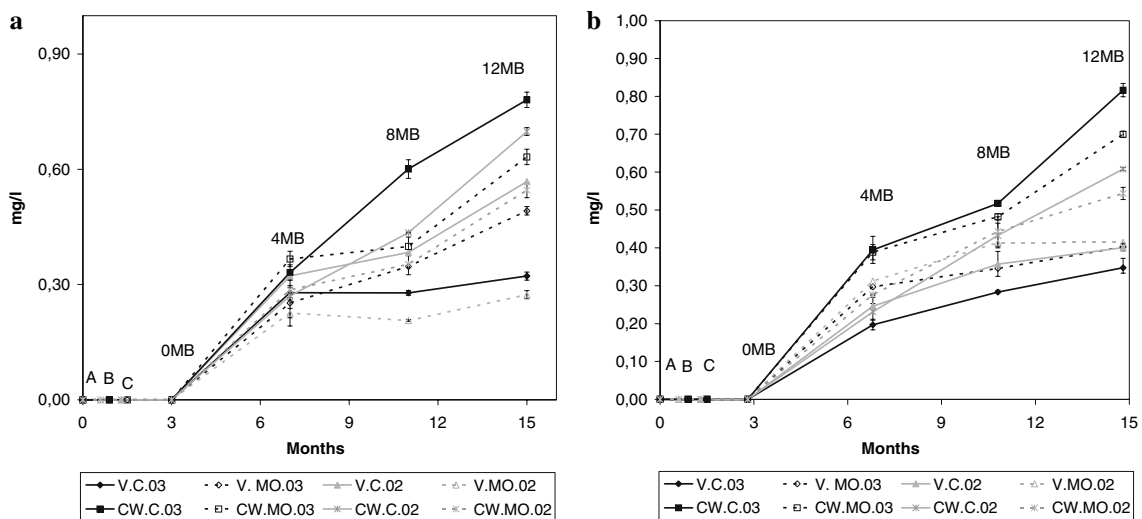 a
0,90
0,60
0,30
0,00
mg/l
12MB
8MB
4MB
0MB
A B C
0 3 6 9 12 15
Months
V.C.03 V. MO.03 V.C.02 V.MO.02
CW.C.03 CW.MO.03 CW.C.02 CW.MO.02
b
1,00
0,90
0,80
0,70
0,60
0,50
0,40
0,30
0,20
0,10
0,00
mg/l
12MB
8MB
4MB
0MB
A B C
0 3 6 9 12 15
Months
V.C.03 V. MO.03 V.C.02 V.MO.02
CW.C.03 CW.MO.03 CW.C.02 CW.MO.02